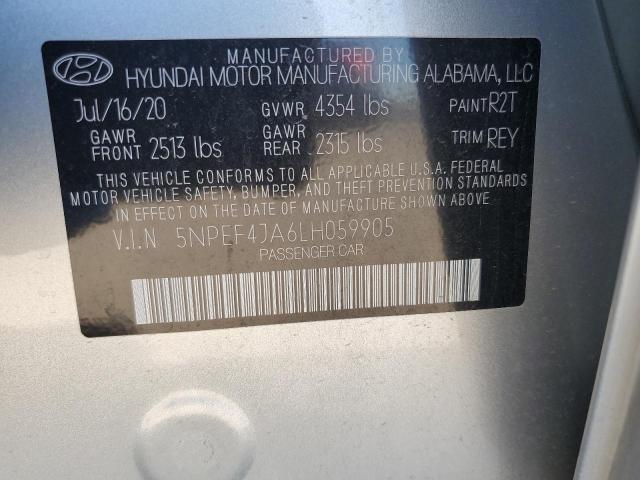 MANUFACTURED BY
HYUNDAI MOTOR MANUFACTURING ALABAMA, LLC
Jul/16/20 GVWR 4354 lbs PAINT R2T
GAWR FRONT 2513 lbs GAWR REAR 2315 lbs TRIM REY
THIS VEHICLE CONFORMS TO ALL APPLICABLE U.S.A. FEDERAL
MOTOR VEHICLE SAFETY, BUMPER, AND THEFT PREVENTION STANDARDS
IN EFFECT ON THE DATE OF MANUFACTURE SHOWN ABOVE
V.I.N 5NPEF4JA6LH059905
PASSENGER CAR